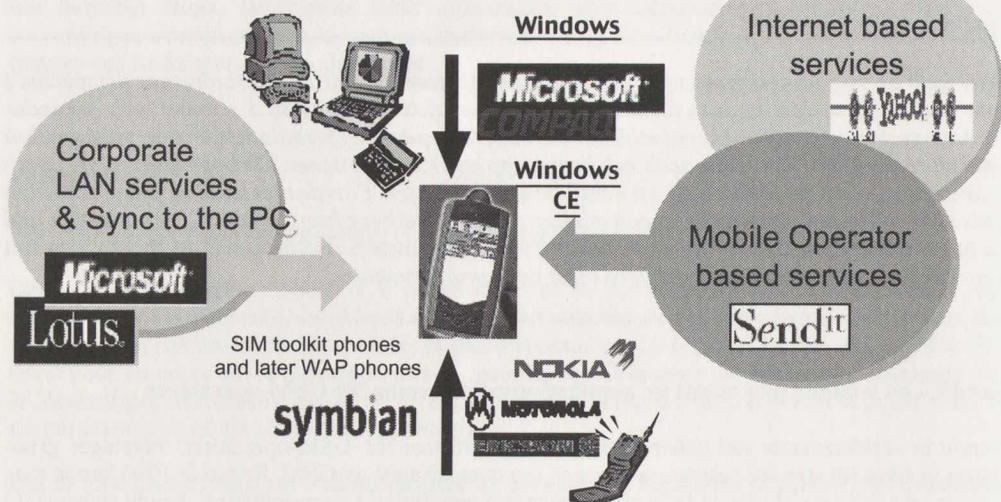 Windows
Microsoft
COMPAQ
Windows
CE
Internet based
services
YAHOO!
Corporate
LAN services
& Sync to the PC
Microsoft
Lotus
Mobile Operator
based services
Sendit
SIM toolkit phones
and later WAP phones
symbian
NOKIA
MOTOROLA
ERICSSON